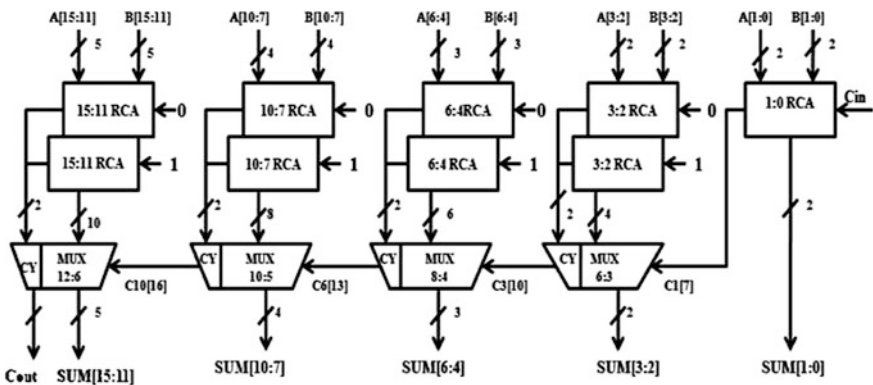 A[15:11] B[15:11] A[10:7] B[10:7] A[6:4] B[6:4] A[3:2] B[3:2] A[1:0] B[1:0]
5 5 4 4 3 3 2 2 2 2
15:11 RCA 0 10:7 RCA 0 6:4RCA 0 3:2 RCA 0 1:0 RCA Cin
15:11 RCA 1 10:7 RCA 1 6:4 RCA 1 3:2 RCA 1
2 10 2 8 2 6 2 4 2
CY MUX 12:6 CY MUX 10:5 CY MUX 8:4 CY MUX 6:3
C10[16] C6[13] C3[10] C1[7]
5 4 3 2
Cout SUM[15:11] SUM[10:7] SUM[6:4] SUM[3:2] SUM[1:0]